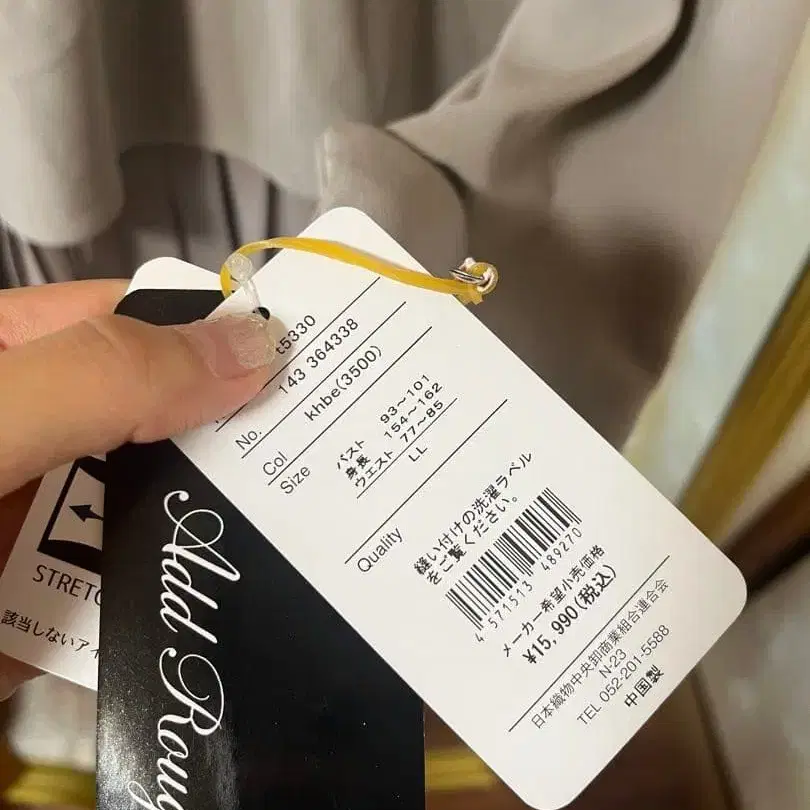 t5330
143 364338
No.
khbe(3500)
Col
Size
バスト 93～101
身長 154～162
ウエスト 77～85
LL
Quality
縫い付けの洗濯ラベル
をご覧ください。
4 571513 489270
メーカー希望小売価格
¥15,990(税込)
日本織物中央卸商業組合連合会
N-23
TEL 052-201-5588
中国製
Add Roug
STRETC
該当しないアイ